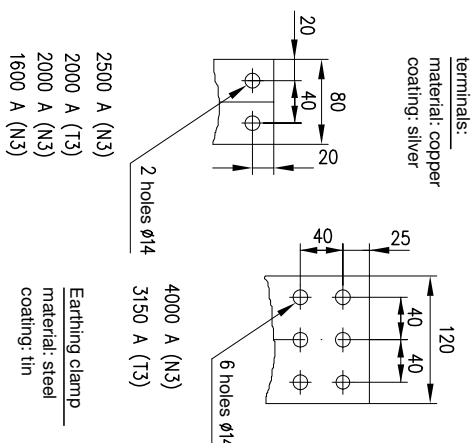 terminals:
material: copper
coating: silver
20
80
40
20
2 holes Ø14
2500 A (N3)
2000 A (T3)
2000 A (N3)
1600 A (N3)
120
25
40
40
40
6 holes Ø14
4000 A (N3)
3150 A (T3)
Earthing clamp
material: steel
coating: tin